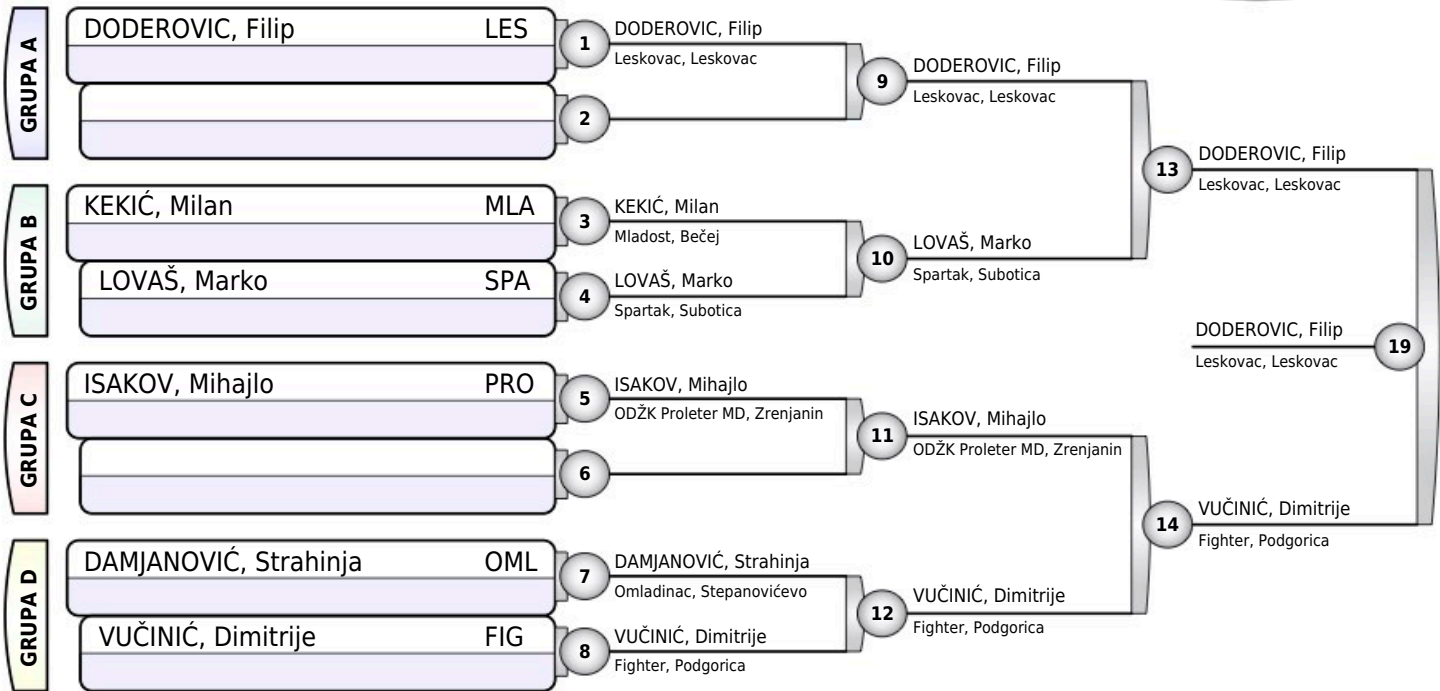 GRUPA A
DODEROVIC, Filip LES
1
DODEROVIC, Filip
Leskovac, Leskovac
2
9
DODEROVIC, Filip
Leskovac, Leskovac
GRUPA B
KEKIĆ, Milan MLA
3
KEKIĆ, Milan
Mladost, Bečej
LOVAŠ, Marko SPA
4
LOVAŠ, Marko
Spartak, Subotica
10
LOVAŠ, Marko
Spartak, Subotica
13
DODEROVIC, Filip
Leskovac, Leskovac
GRUPA C
ISAKOV, Mihajlo PRO
5
ISAKOV, Mihajlo
ODŽK Proleter MD, Zrenjanin
6
11
ISAKOV, Mihajlo
ODŽK Proleter MD, Zrenjanin
GRUPA D
DAMJANOVIĆ, Strahinja OML
7
DAMJANOVIĆ, Strahinja
Omladinac, Stepanovićevo
VUČINIĆ, Dimitrije FIG
8
VUČINIĆ, Dimitrije
Fighter, Podgorica
12
VUČINIĆ, Dimitrije
Fighter, Podgorica
14
VUČINIĆ, Dimitrije
Fighter, Podgorica
DODEROVIC, Filip
Leskovac, Leskovac
19